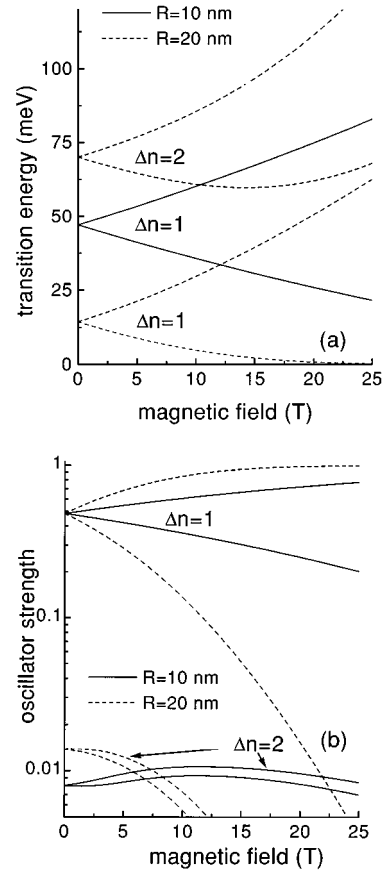 R=10 nm
R=20 nm
100
75
50
25
0
transition energy (meV)
Δn=2
Δn=1
Δn=1
(a)
0 5 10 15 20 25
magnetic field (T)
1
0.1
0.01
oscillator strength
Δn=1
R=10 nm
R=20 nm
Δn=2
(b)
0 5 10 15 20 25
magnetic field (T)